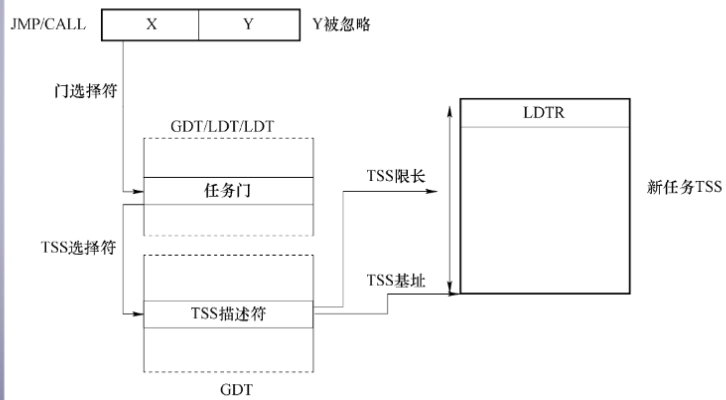 JMP/CALL
X
Y
Y被忽略
门选择符
GDT/LDT/LDT
LDTR
任务门
TSS限长
新任务TSS
TSS选择符
TSS基址
TSS描述符
GDT